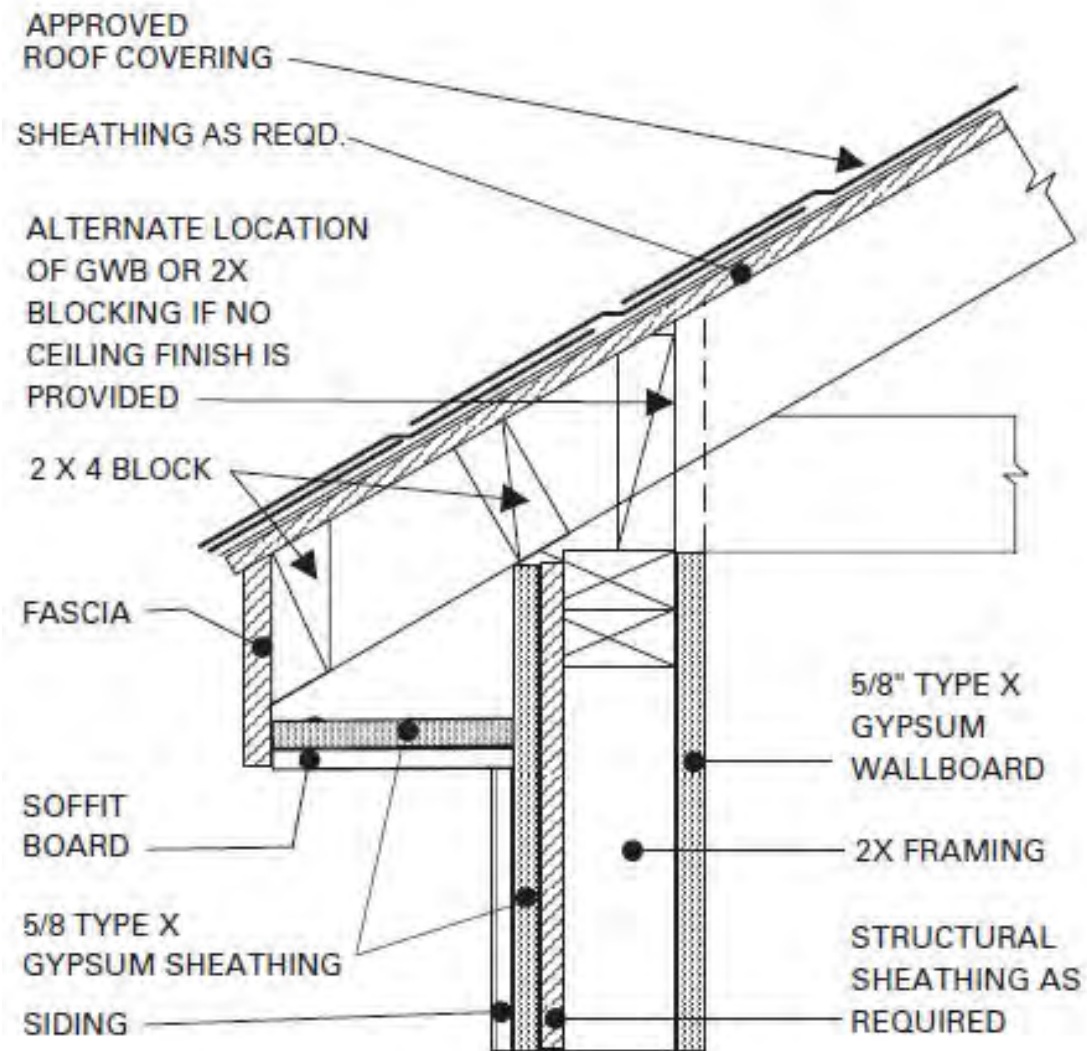 APPROVED
ROOF COVERING
SHEATHING AS REQD.
ALTERNATE LOCATION
OF GWB OR 2X
BLOCKING IF NO
CEILING FINISH IS
PROVIDED
2 X 4 BLOCK
FASCIA
SOFFIT
BOARD
5/8 TYPE X
GYPSUM SHEATHING
SIDING
5/8" TYPE X
GYPSUM
WALLBOARD
2X FRAMING
STRUCTURAL
SHEATHING AS
REQUIRED